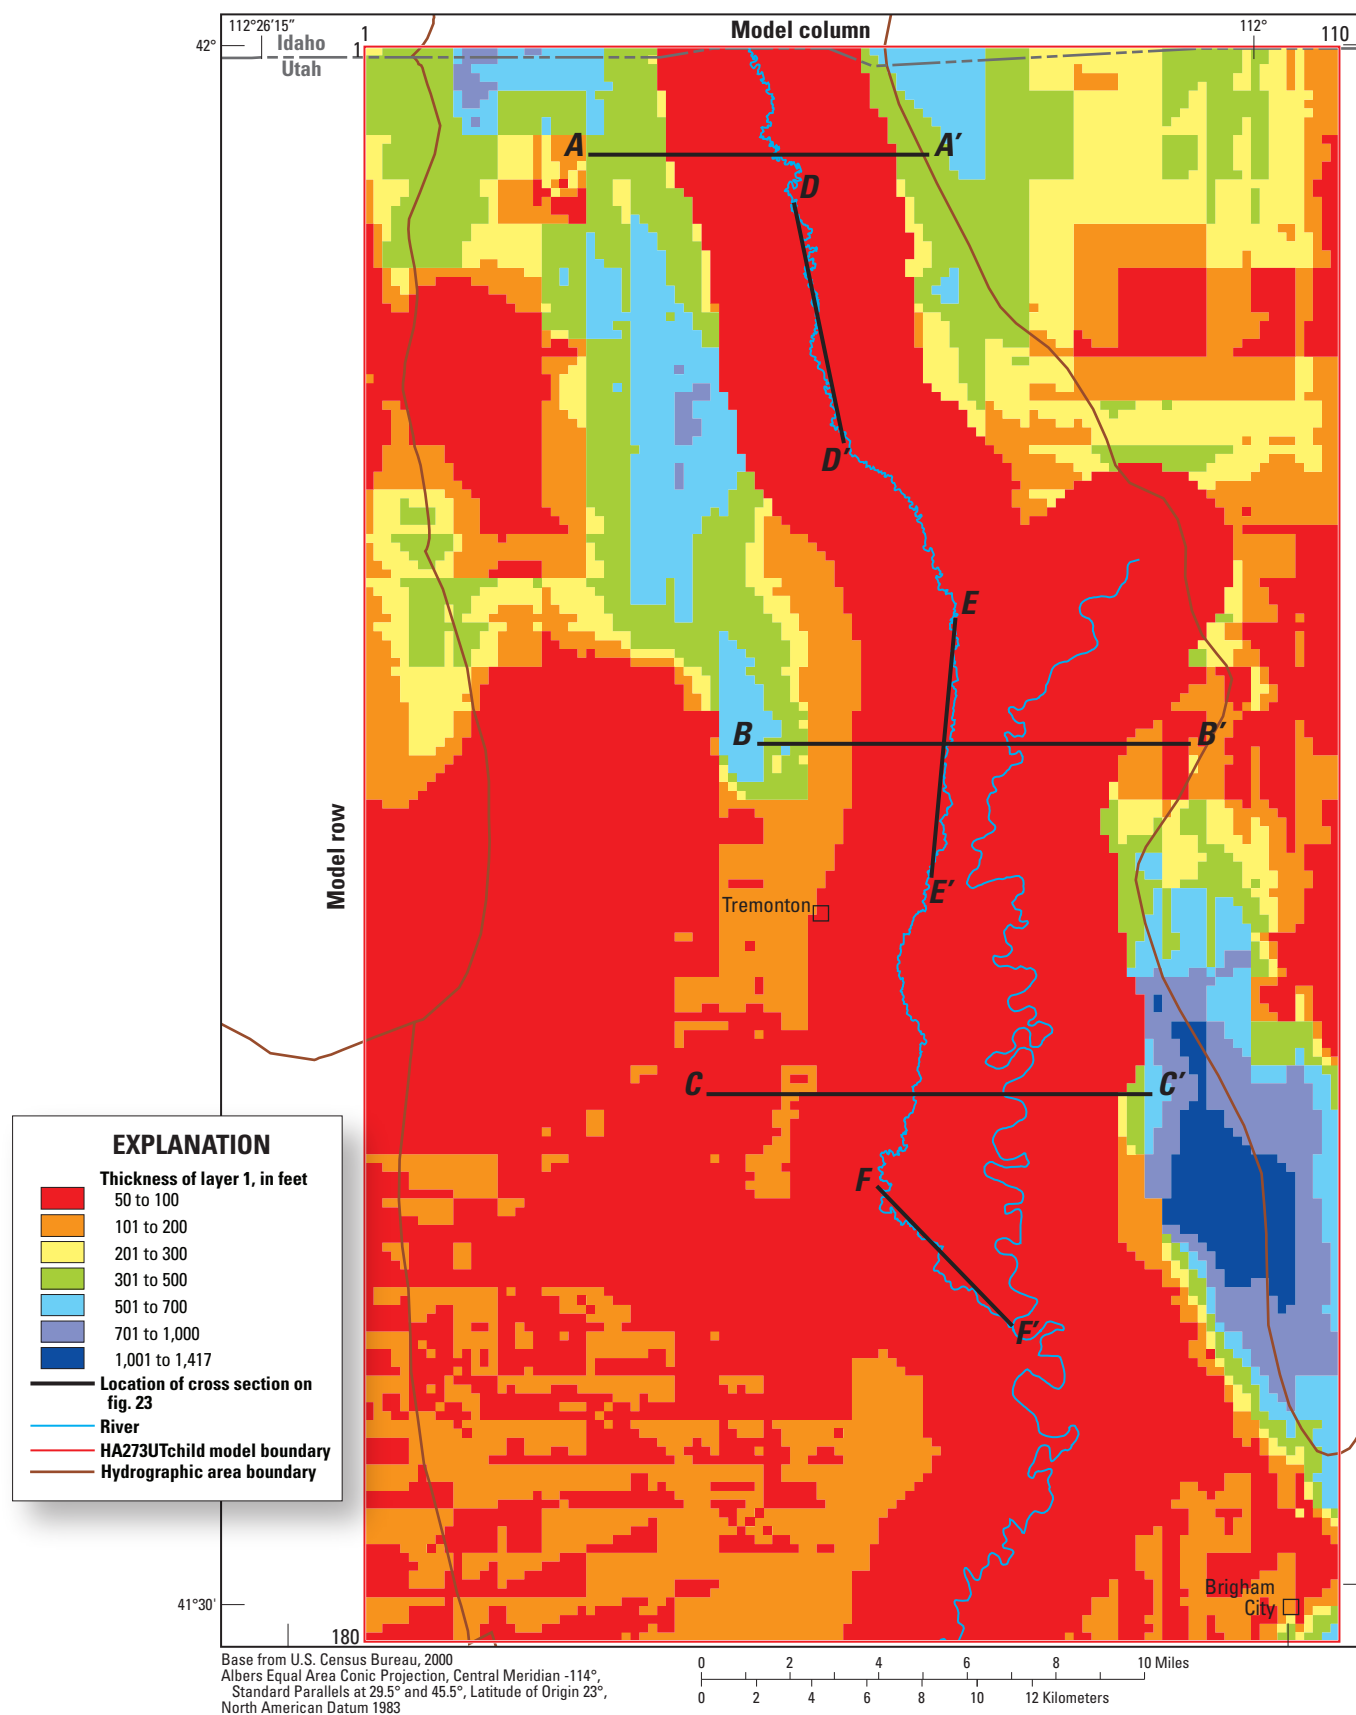 112°26'15"
1
Model column
112°
110
42°
Idaho
Utah
1
A
A'
D
D'
E
B
B'
Model row
E'
Tremonton
C
C'
F
F'
EXPLANATION
Thickness of layer 1, in feet
50 to 100
101 to 200
201 to 300
301 to 500
501 to 700
701 to 1,000
1,001 to 1,417
Location of cross section on
fig. 23
River
HA273UTchild model boundary
Hydrographic area boundary
Brigham
City
41°30'
180
Base from U.S. Census Bureau, 2000
Albers Equal Area Conic Projection, Central Meridian -114°,
Standard Parallels at 29.5° and 45.5°, Latitude of Origin 23°,
North American Datum 1983
0 2 4 6 8 10 Miles
0 2 4 6 8 10 12 Kilometers